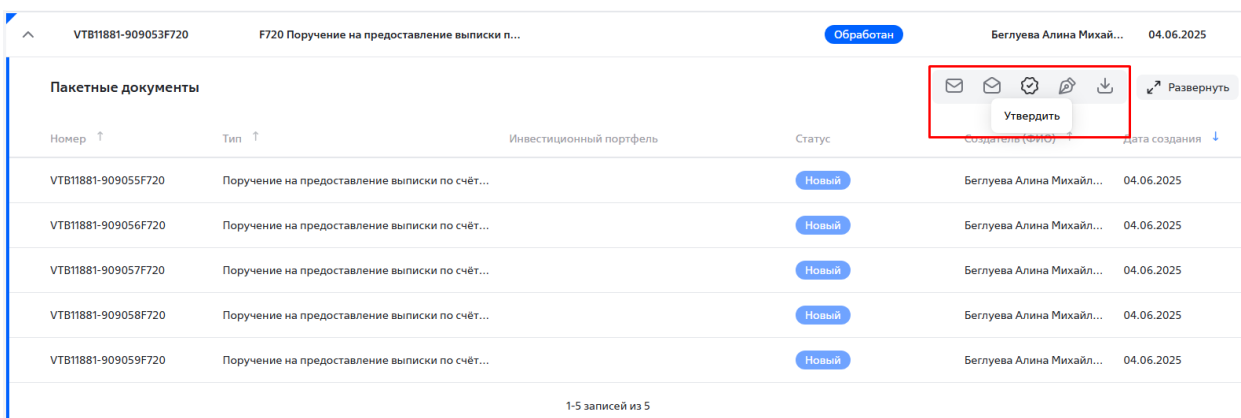 VTB11881-909053F720 F720 Поручение на предоставление выписки п... Обработан Беглуева Алина Михай... 04.06.2025
Пакетные документы Развернуть
Утвердить
Номер Тип Инвестиционный портфель Статус Создатель (ФИО) Дата создания
VTB11881-909055F720 Поручение на предоставление выписки по счёт... Новый Беглуева Алина Михайл... 04.06.2025
VTB11881-909056F720 Поручение на предоставление выписки по счёт... Новый Беглуева Алина Михайл... 04.06.2025
VTB11881-909057F720 Поручение на предоставление выписки по счёт... Новый Беглуева Алина Михайл... 04.06.2025
VTB11881-909058F720 Поручение на предоставление выписки по счёт... Новый Беглуева Алина Михайл... 04.06.2025
VTB11881-909059F720 Поручение на предоставление выписки по счёт... Новый Беглуева Алина Михайл... 04.06.2025
1-5 записей из 5